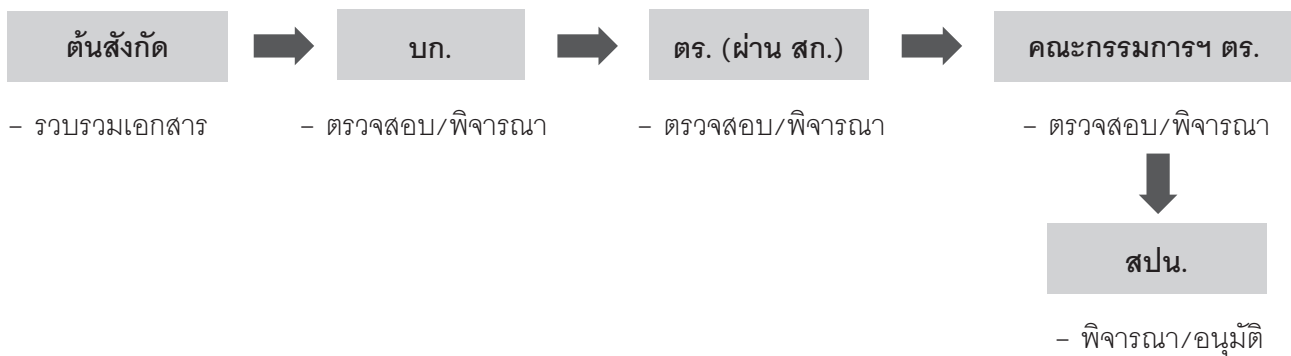 ต้นสังกัด
บก.
ตร. (ผ่าน สก.)
คณะกรรมการฯ ตร.
– รวบรวมเอกสาร
– ตรวจสอบ/พิจารณา
– ตรวจสอบ/พิจารณา
– ตรวจสอบ/พิจารณา
สปน.
– พิจารณา/อนุมัติ